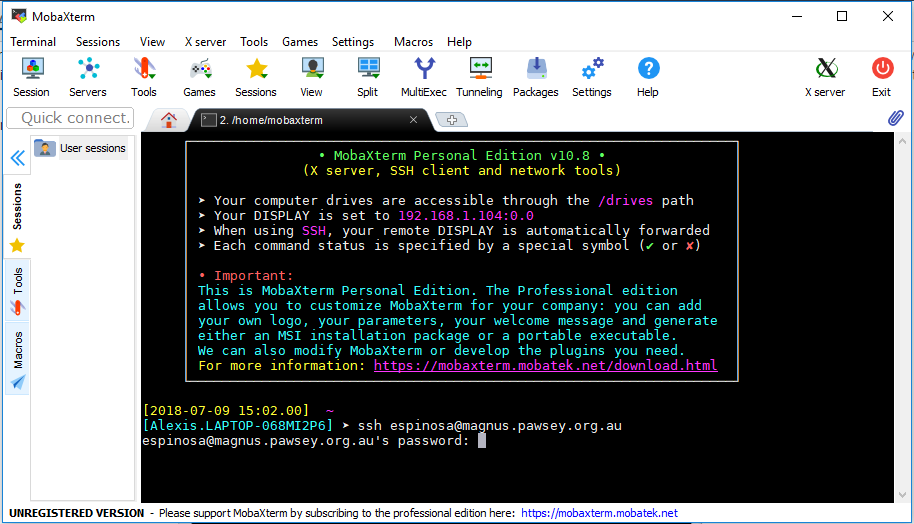 MobaXterm
Terminal Sessions View X server Tools Games Settings Macros Help
Session Servers Tools Games Sessions View Split MultiExec Tunneling Packages Settings Help X server Exit
Quick connect.
2. /home/mobaxterm
User sessions
Sessions
Tools
Macros
• MobaXterm Personal Edition v10.8 •
(X server, SSH client and network tools)
➤ Your computer drives are accessible through the /drives path
➤ Your DISPLAY is set to 192.168.1.104:0.0
➤ When using SSH, your remote DISPLAY is automatically forwarded
➤ Each command status is specified by a special symbol (✔ or ✘)
• Important:
This is MobaXterm Personal Edition. The Professional edition
allows you to customize MobaXterm for your company: you can add
your own logo, your parameters, your welcome message and generate
either an MSI installation package or a portable executable.
We can also modify MobaXterm or develop the plugins you need.
For more information: https://mobaxterm.mobatek.net/download.html
[2018-07-09 15:02.00] ~
[Alexis.LAPTOP-068MI2P6] ➤ ssh espinosa@magnus.pawsey.org.au
espinosa@magnus.pawsey.org.au's password:
UNREGISTERED VERSION - Please support MobaXterm by subscribing to the professional edition here: https://mobaxterm.mobatek.net